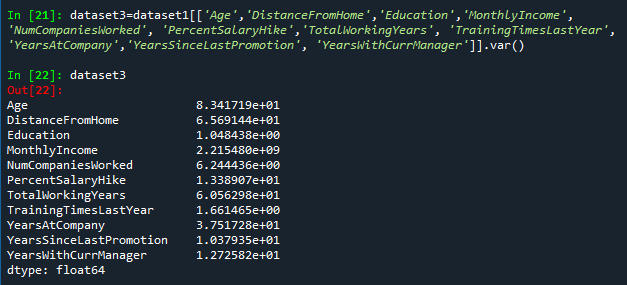 In [21]: dataset3=dataset1[['Age','DistanceFromHome','Education','MonthlyIncome',
'NumCompaniesWorked', 'PercentSalaryHike','TotalWorkingYears', 'TrainingTimesLastYear',
'YearsAtCompany','YearsSinceLastPromotion', 'YearsWithCurrManager']].var()
In [22]: dataset3
Out[22]:
Age 8.341719e+01
DistanceFromHome 6.569144e+01
Education 1.048438e+00
MonthlyIncome 2.215480e+09
NumCompaniesWorked 6.244436e+00
PercentSalaryHike 1.338907e+01
TotalWorkingYears 6.056298e+01
TrainingTimesLastYear 1.661465e+00
YearsAtCompany 3.751728e+01
YearsSinceLastPromotion 1.037935e+01
YearsWithCurrManager 1.272582e+01
dtype: float64